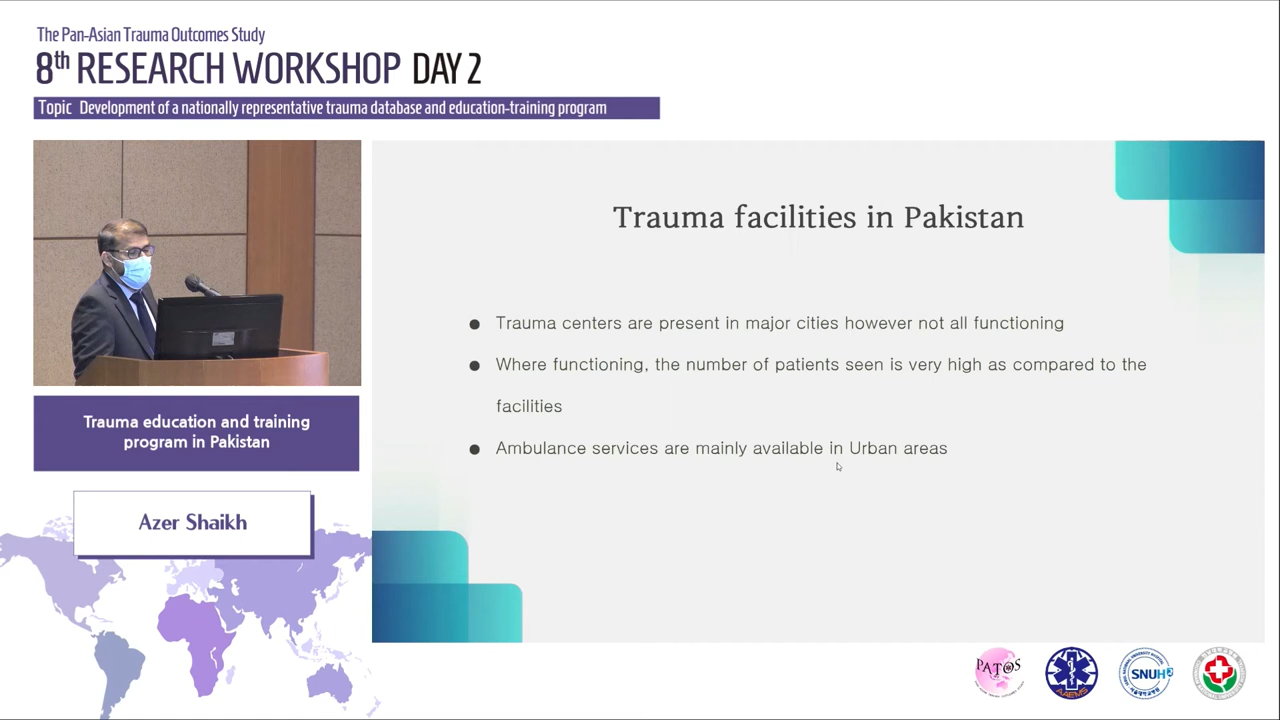 The Pan-Asian Trauma Outcomes Study
8th RESEARCH WORKSHOP DAY 2
Topic Development of a nationally representative trauma database and education-training program
Trauma facilities in Pakistan
● Trauma centers are present in major cities however not all functioning
● Where functioning, the number of patients seen is very high as compared to the
facilities
● Ambulance services are mainly available in Urban areas
Trauma education and training
program in Pakistan
Azer Shaikh
PATOS
AAEMS
SNUH